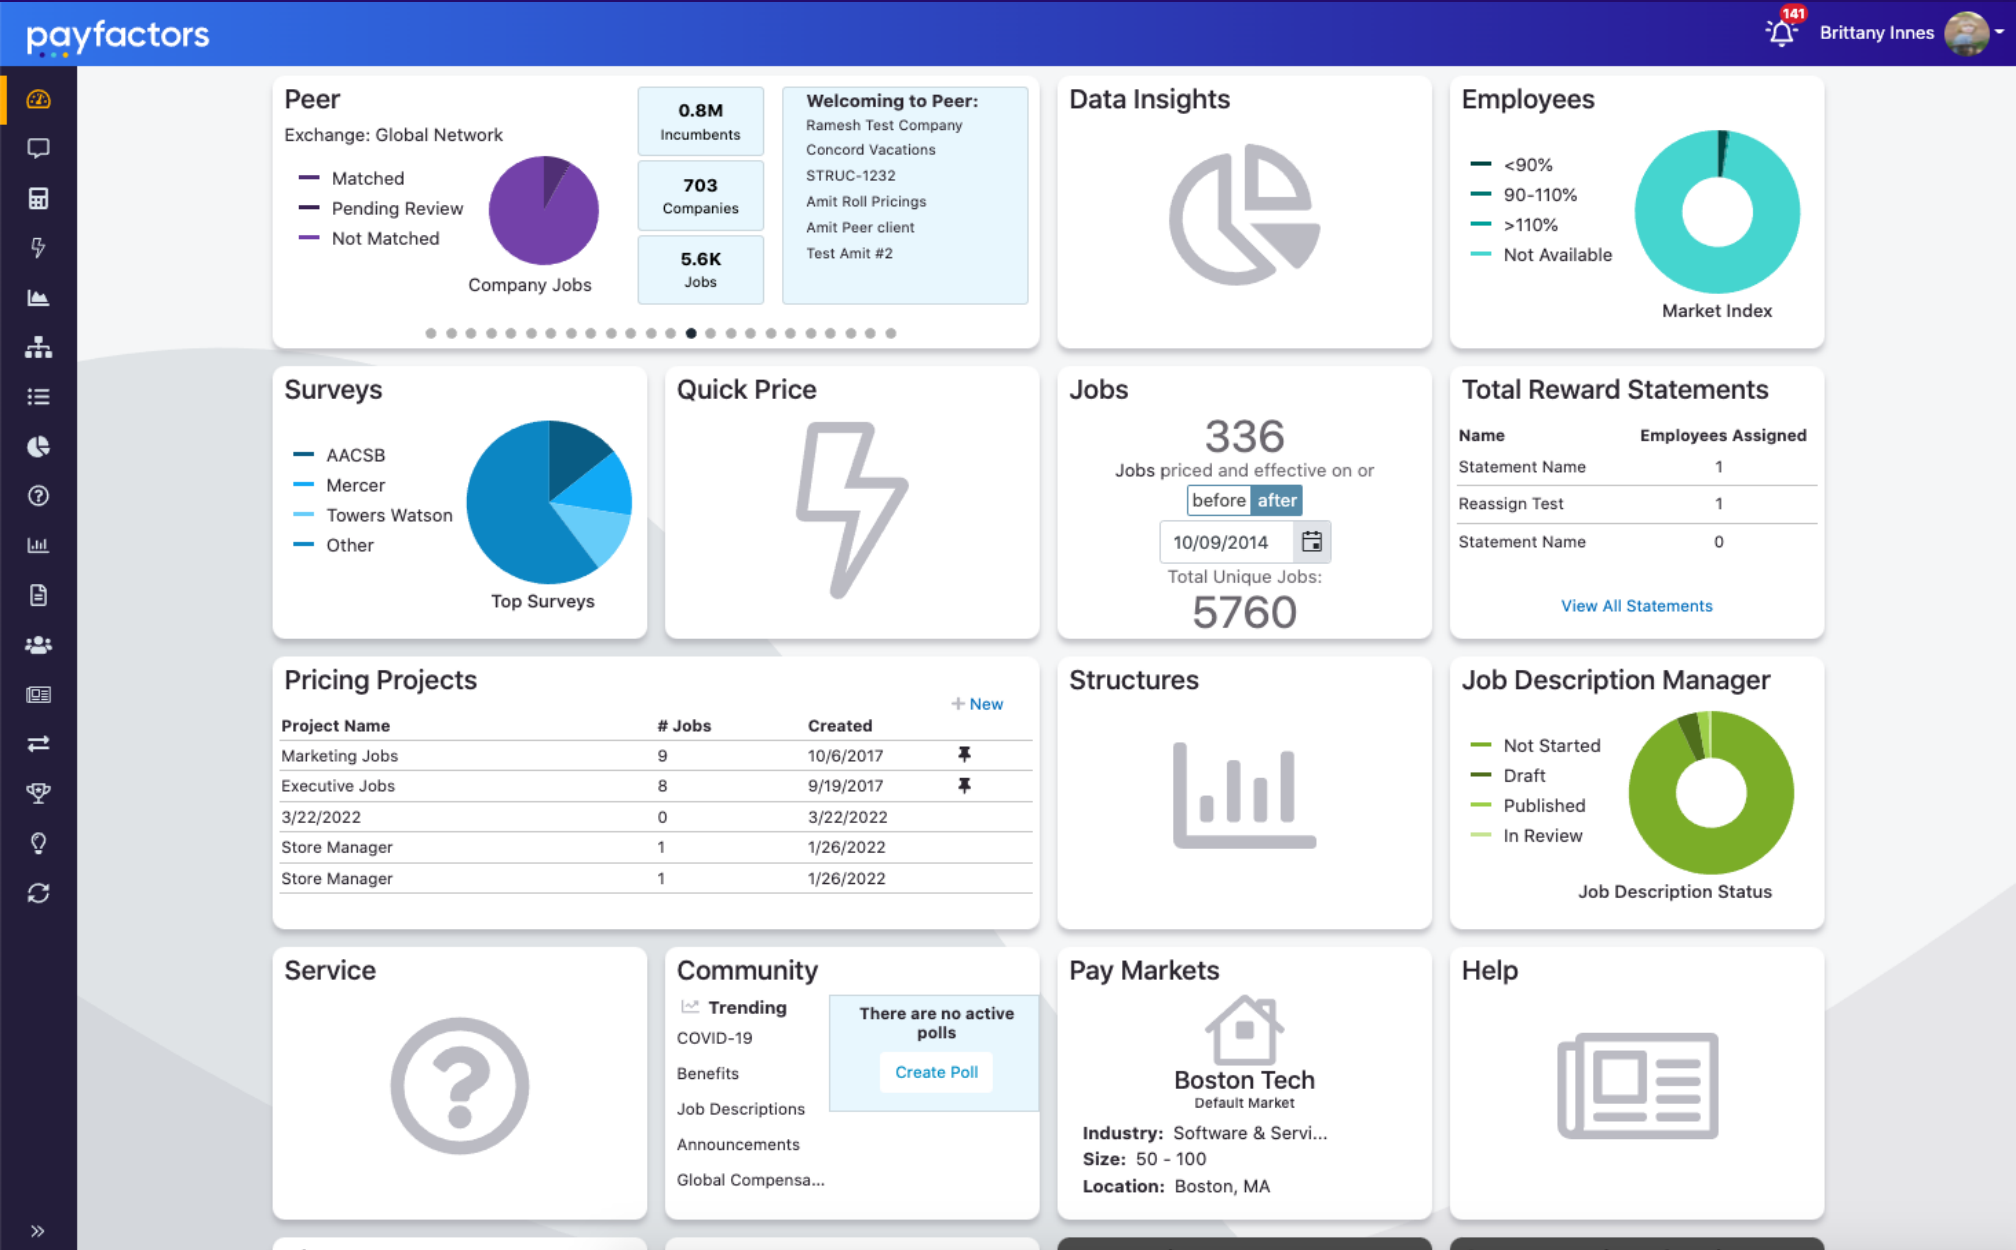 payfactors
141
Brittany Innes
Peer
Exchange: Global Network
Matched
Pending Review
Not Matched
Company Jobs
0.8M
Incumbents
703
Companies
5.6K
Jobs
Welcoming to Peer:
Ramesh Test Company
Concord Vacations
STRUC-1232
Amit Roll Pricings
Amit Peer client
Test Amit #2
Data Insights
Employees
<90%
90-110%
>110%
Not Available
Market Index
Surveys
AACSB
Mercer
Towers Watson
Other
Top Surveys
Quick Price
Jobs
336
Jobs priced and effective on or
before after
10/09/2014
Total Unique Jobs:
5760
Total Reward Statements
Name Employees Assigned
Statement Name 1
Reassign Test 1
Statement Name 0
View All Statements
Pricing Projects
+ New
Project Name # Jobs Created
Marketing Jobs 9 10/6/2017
Executive Jobs 8 9/19/2017
3/22/2022 0 3/22/2022
Store Manager 1 1/26/2022
Store Manager 1 1/26/2022
Structures
Job Description Manager
Not Started
Draft
Published
In Review
Job Description Status
Service
Community
Trending
COVID-19
Benefits
Job Descriptions
Announcements
Global Compensa...
There are no active
polls
Create Poll
Pay Markets
Boston Tech
Default Market
Industry: Software & Servi...
Size: 50 - 100
Location: Boston, MA
Help